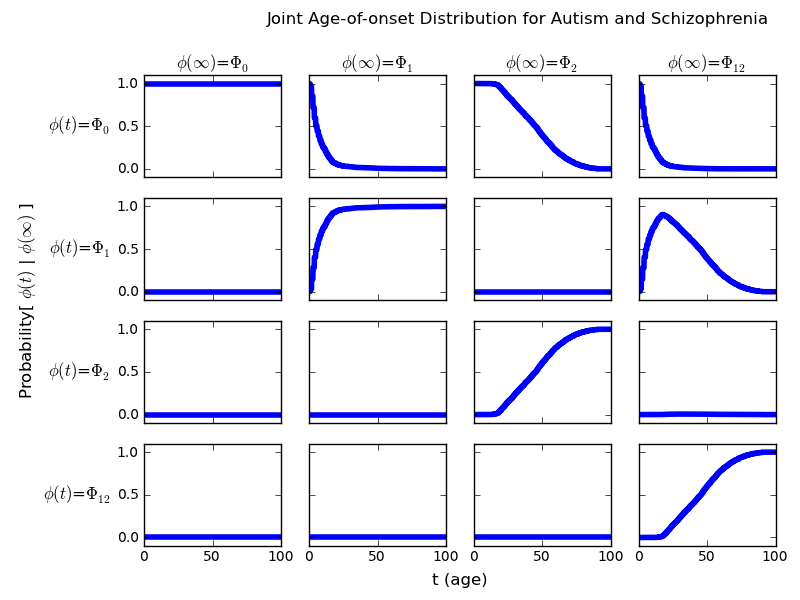 Joint Age-of-onset Distribution for Autism and Schizophrenia
ϕ(∞)=Φ₀ ϕ(∞)=Φ₁ ϕ(∞)=Φ₂ ϕ(∞)=Φ₁₂
ϕ(t)=Φ₀
1.0
0.5
0.0
ϕ(t)=Φ₁
1.0
0.5
0.0
Probability[ ϕ(t) | ϕ(∞) ]
ϕ(t)=Φ₂
1.0
0.5
0.0
ϕ(t)=Φ₁₂
1.0
0.5
0.0
0 50 100 0 50 100 0 50 100 0 50 100
t (age)